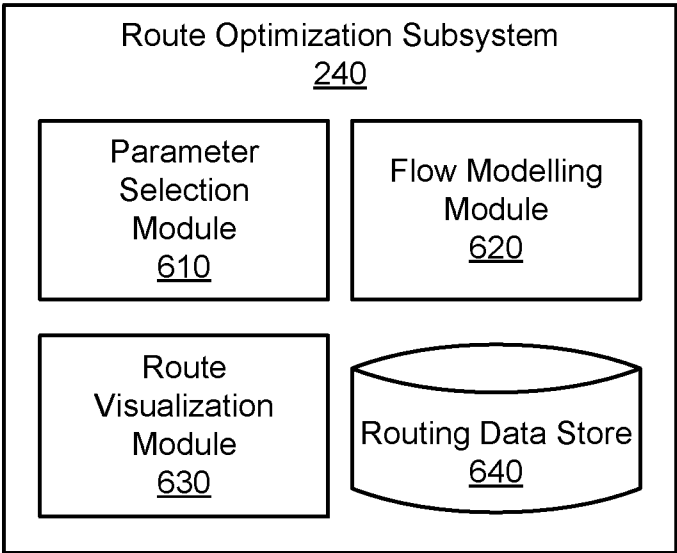 Route Optimization Subsystem
240
Parameter
Selection
Module
610
Flow Modelling
Module
620
Route
Visualization
Module
630
Routing Data Store
640